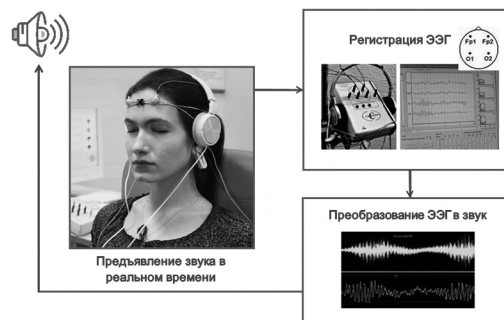 Регистрация ЭЭГ
Fp1 Fp2
O1 O2
Преобразование ЭЭГ в звук
Предъявление звука в
реальном времени